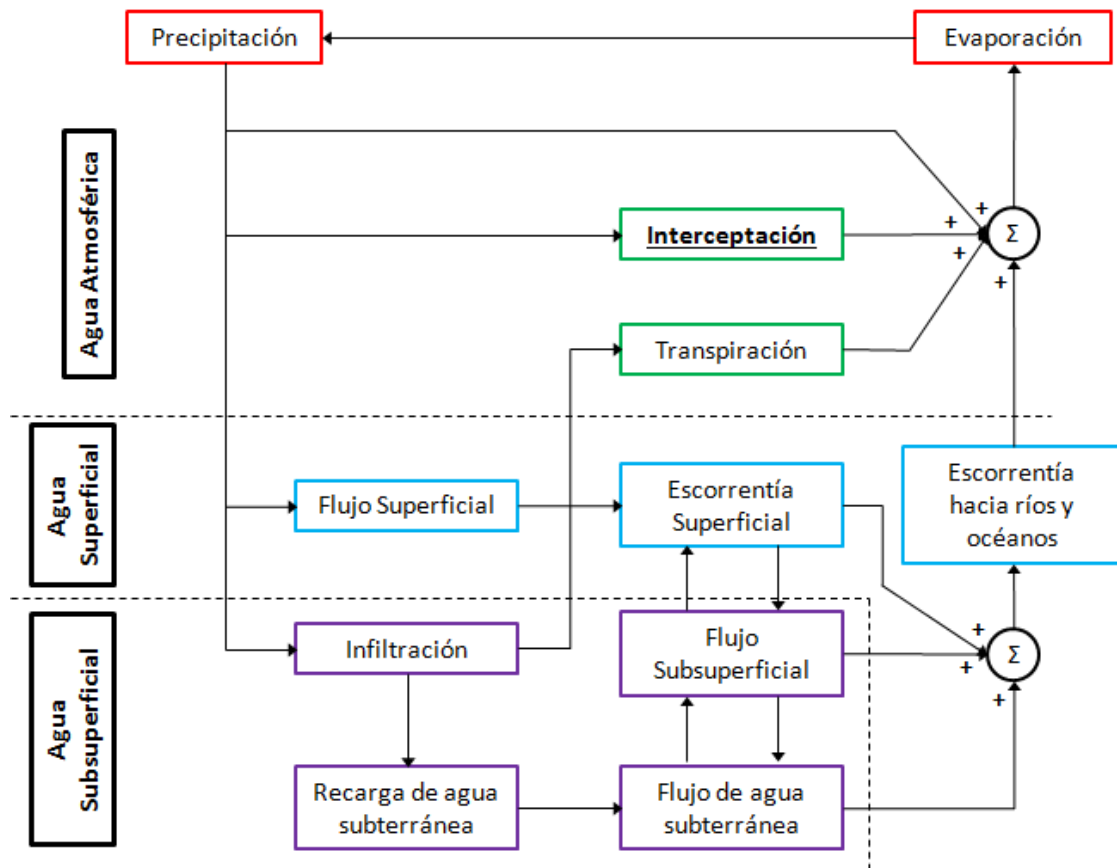 Precipitación
Evaporación
Agua Atmosférica
+
+
Σ
Interceptación
+
+
Transpiración
Agua
Superficial
Flujo Superficial
Escorrentía
Superficial
Escorrentía
hacia ríos y
océanos
Agua
Subsuperficial
Infiltración
Flujo
Subsuperficial
+
Σ
+
+
Recarga de agua
subterránea
Flujo de agua
subterránea